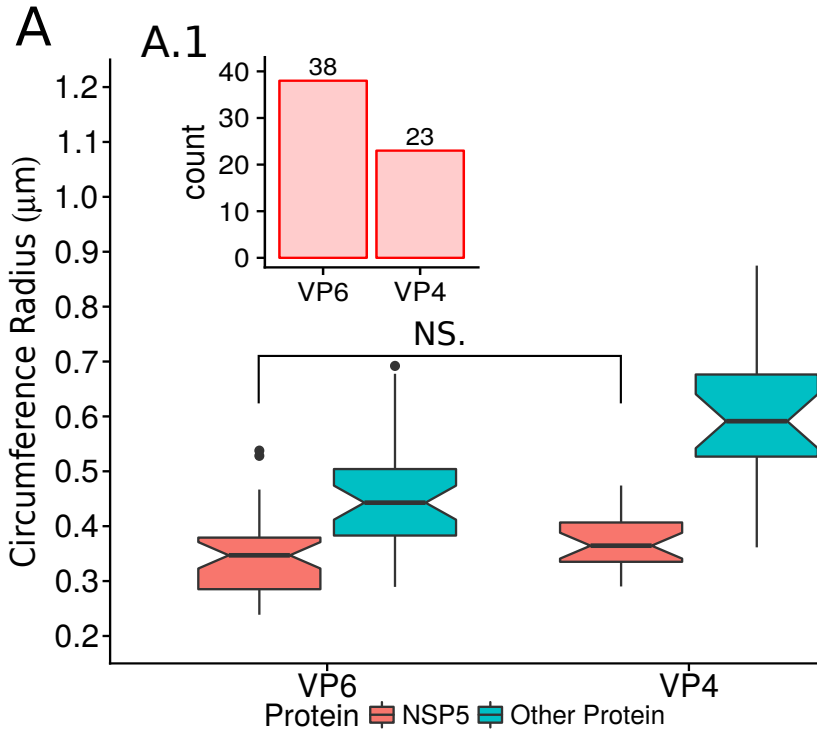 A
A.1
40
30
20
10
0
count
38
23
VP6
VP4
1.2
1.1
1.0
0.9
0.8
0.7
0.6
0.5
0.4
0.3
0.2
Circumference Radius (μm)
NS.
VP6
VP4
Protein NSP5 Other Protein